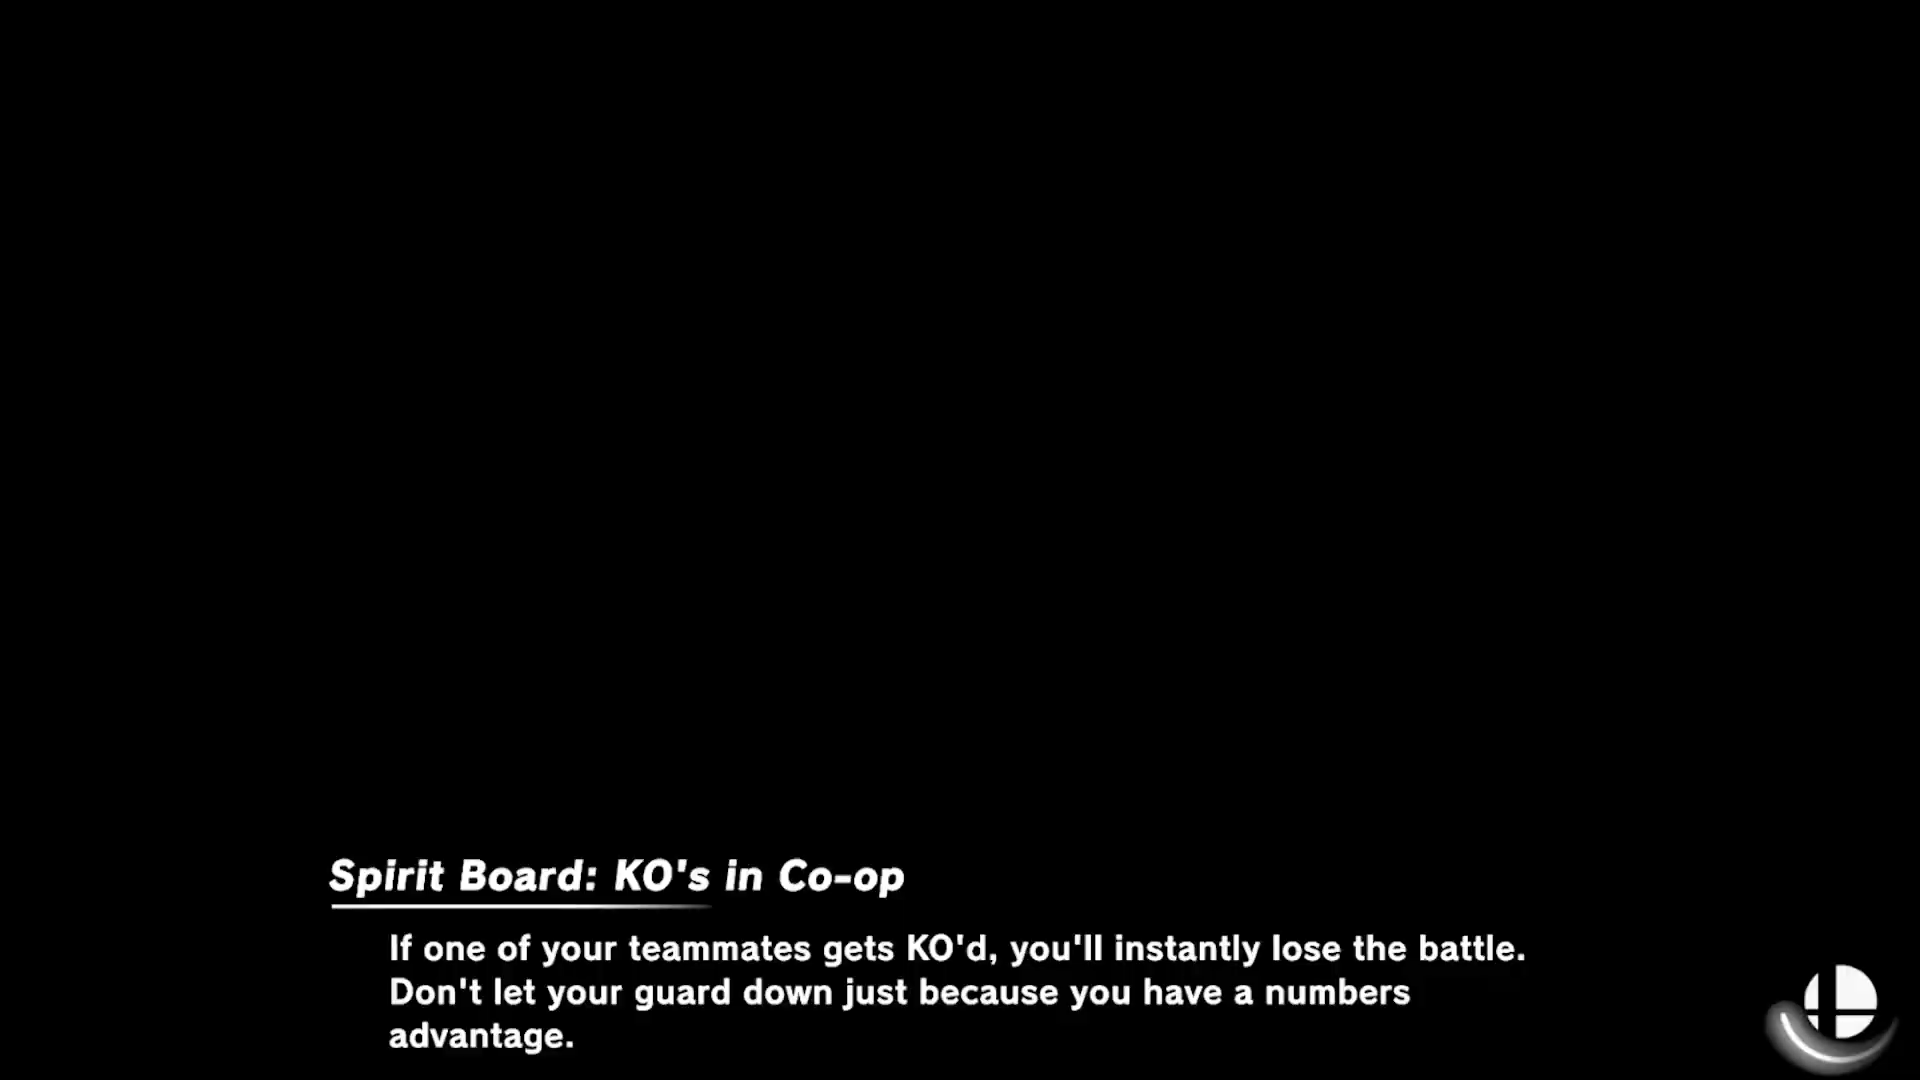 Spirit Board: KO's in Co-op
If one of your teammates gets KO'd, you'll instantly lose the battle.
Don't let your guard down just because you have a numbers
advantage.